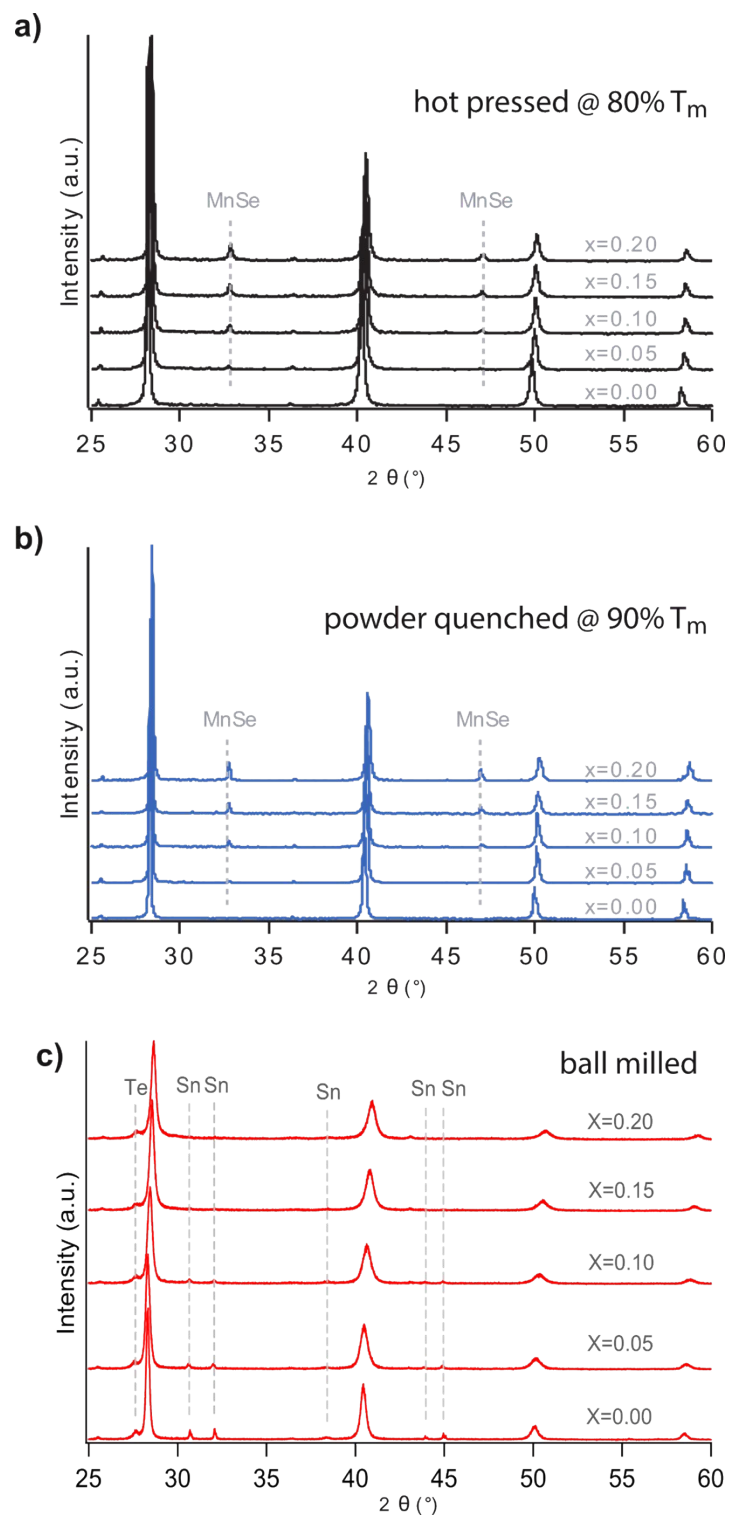 a)
hot pressed @ 80% Tm
Intensity (a.u.)
MnSe MnSe
x=0.20
x=0.15
x=0.10
x=0.05
x=0.00
25 30 35 40 45 50 55 60
2 θ (°)
b)
powder quenched @ 90% Tm
Intensity (a.u.)
MnSe MnSe
x=0.20
x=0.15
x=0.10
x=0.05
x=0.00
25 30 35 40 45 50 55 60
2 θ (°)
c)
ball milled
Intensity (a.u.)
Te Sn Sn Sn Sn Sn
X=0.20
X=0.15
X=0.10
X=0.05
X=0.00
25 30 35 40 45 50 55 60
2 θ (°)